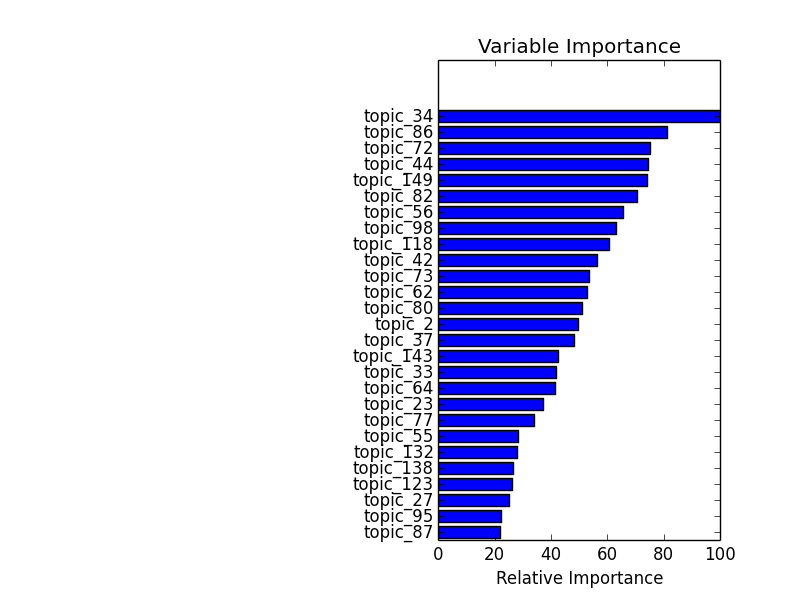 Variable Importance
topic_34
topic_86
topic_72
topic_44
topic_149
topic_82
topic_56
topic_98
topic_118
topic_42
topic_73
topic_62
topic_80
topic_2
topic_37
topic_143
topic_33
topic_64
topic_23
topic_77
topic_55
topic_132
topic_138
topic_123
topic_27
topic_95
topic_87
0 20 40 60 80 100
Relative Importance